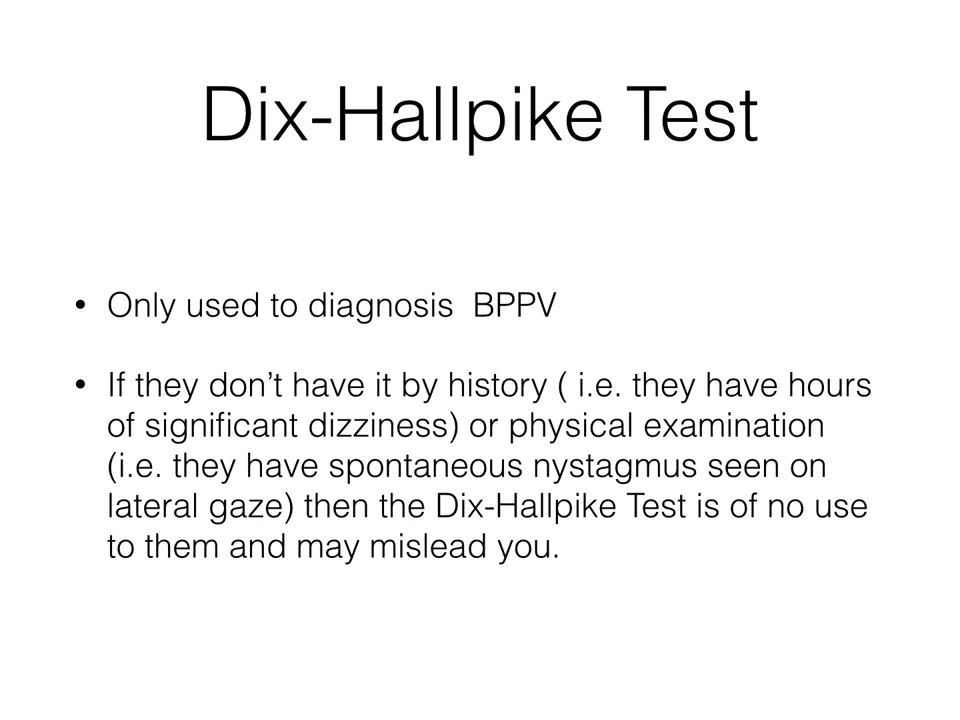 Dix-Hallpike Test
• Only used to diagnosis  BPPV
• If they don’t have it by history ( i.e. they have hours
of significant dizziness) or physical examination
(i.e. they have spontaneous nystagmus seen on
lateral gaze) then the Dix-Hallpike Test is of no use
to them and may mislead you.